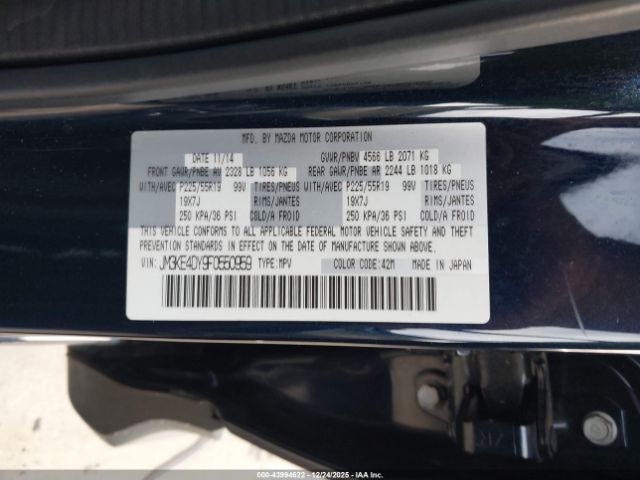 MFD. BY MAZDA MOTOR CORPORATION
DATE 11/14 GVWR/PNBV 4566 LB 2071 KG
FRONT GAWR/PNBE AV 2328 LB 1056 KG REAR GAWR/PNBE AR 2244 LB 1018 KG
WITH/AVEC P225/55R19 99V TIRES/PNEUS WITH/AVEC P225/55R19 99V TIRES/PNEUS
19X7J RIMS/JANTES 19X7J RIMS/JANTES
250 KPA/36 PSI COLD/A FROID 250 KPA/36 PSI COLD/A FROID
THIS VEHICLE CONFORMS TO ALL APPLICABLE FEDERAL MOTOR VEHICLE SAFETY AND THEFT
PREVENTION STANDARDS IN EFFECT ON THE DATE OF MANUFACTURE SHOWN ABOVE.
VIN: JM3KE4DY9F0550959 TYPE:MPV COLOR CODE:42M MADE IN JAPAN
000-43994622 - 12/24/2025 - IAA Inc.